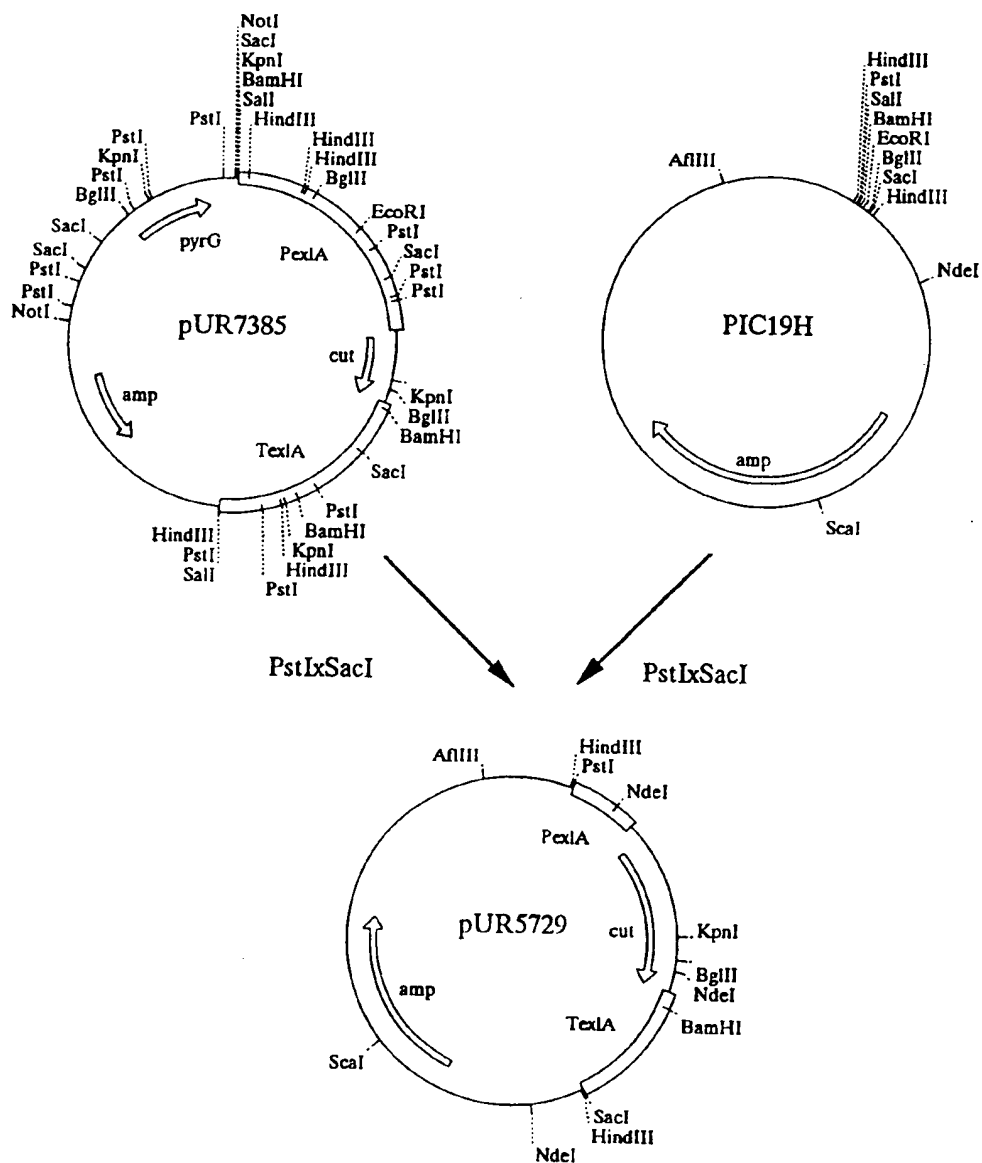 NotI
SacI
KpnI
BamHI
SalI
HindIII
PstI
HindIII
HindIII
BglII
EcoRI
PstI
SacI
PstI
PstI
PstI
KpnI
PstI
BglII
SacI
SacI
PstI
PstI
NotI
pyrG
PexlA
pUR7385
cut
amp
TexlA
KpnI
BglII
BamHI
SacI
PstI
BamHI
KpnI
HindIII
PstI
HindIII
PstI
SalI
HindIII
PstI
SalI
BamHI
EcoRI
BglII
SacI
HindIII
AflIII
NdeI
PIC19H
amp
ScaI
PstIxSacI
PstIxSacI
AflIII
HindIII
PstI
NdeI
PexlA
pUR5729
cut
KpnI
BglII
NdeI
BamHI
amp
TexlA
ScaI
SacI
HindIII
NdeI